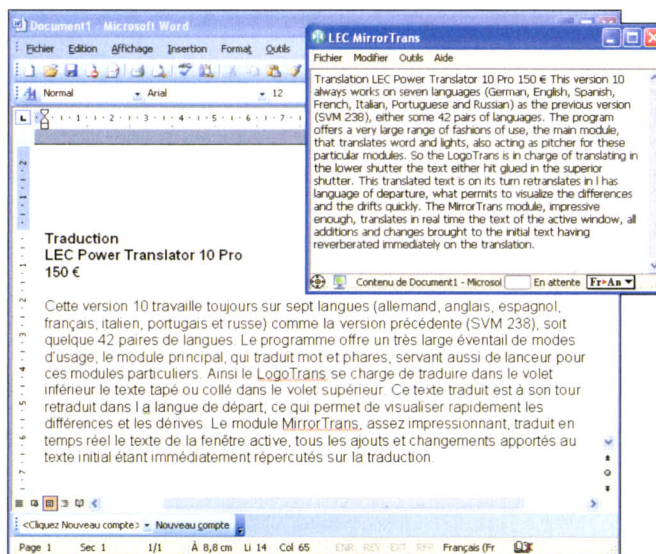 Document1 - Microsoft Word
Fichier Edition Affichage Insertion Format Outils
Normal Arial 12
Traduction
LEC Power Translator 10 Pro
150 €
Cette version 10 travaille toujours sur sept langues (allemand, anglais, espagnol,
français, italien, portugais et russe) comme la version précédente (SVM 238), soit
quelque 42 paires de langues. Le programme offre un très large éventail de modes
d'usage, le module principal, qui traduit mot et phares, servant aussi de lanceur pour
ces modules particuliers. Ainsi le LogoTrans se charge de traduire dans le volet
inférieur le texte tapé ou collé dans le volet supérieur. Ce texte traduit est à son tour
retraduit dans l a langue de départ, ce qui permet de visualiser rapidement les
différences et les dérives. Le module MirrorTrans, assez impressionnant, traduit en
temps réel le texte de la fenêtre active, tous les ajouts et changements apportés au
texte initial étant immédiatement répercutés sur la traduction.
<Cliquez Nouveau compte> Nouveau compte
Page 1 Sec 1 1/1 À 8,8 cm Li 14 Col 65 ENR REV EXT RFP Français (Fr
LEC MirrorTrans
Fichier Modifier Outils Aide
Translation LEC Power Translator 10 Pro 150 € This version 10
always works on seven languages (German, English, Spanish,
French, Italian, Portuguese and Russian) as the previous version
(SVM 238), either some 42 pairs of languages. The program
offers a very large range of fashions of use, the main module,
that translates word and lights, also acting as pitcher for these
particular modules. So the LogoTrans is in charge of translating in
the lower shutter the text either hit glued in the superior
shutter. This translated text is on its turn retranslates in l has
language of departure, what permits to visualize the differences
and the drifts quickly. The MirrorTrans module, impressive
enough, translates in real time the text of the active window, all
additions and changes brought to the initial text having
reverberated immediately on the translation.
Contenu de Document1 - Microsol En attente Fr▸An